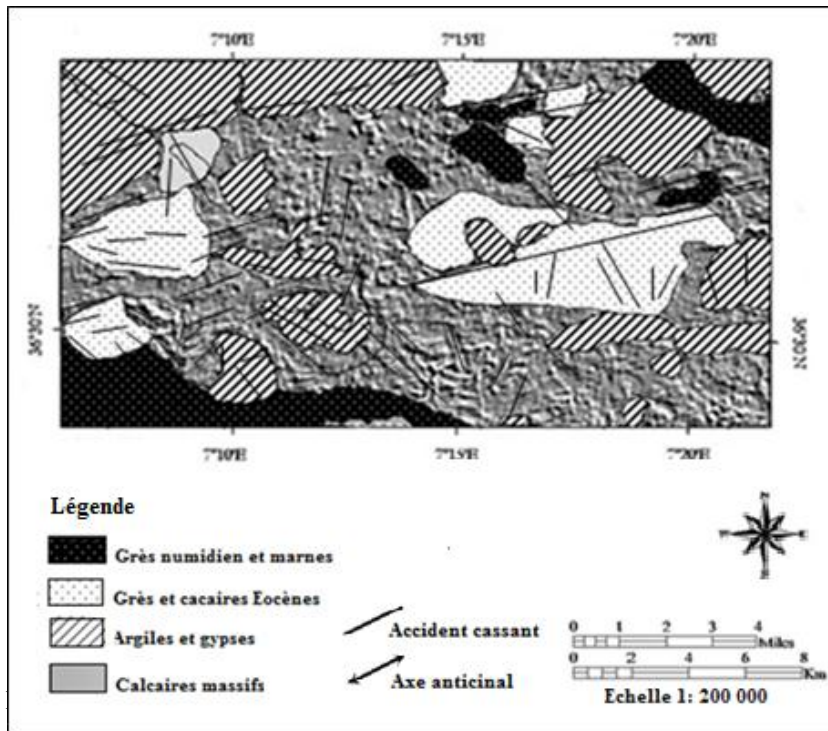 7°10'E 7°15'E 7°20'E
36°30'N 36°30'N
7°10'E 7°15'E 7°20'E
Légende
Grès numidien et marnes
Grès et cacaires Eocènes
Argiles et gypses
Calcaires massifs
Accident cassant
Axe anticinal
N
W E
0 1 2 3 4
Miles
0 2 4 6 8
Km
Echelle 1: 200 000